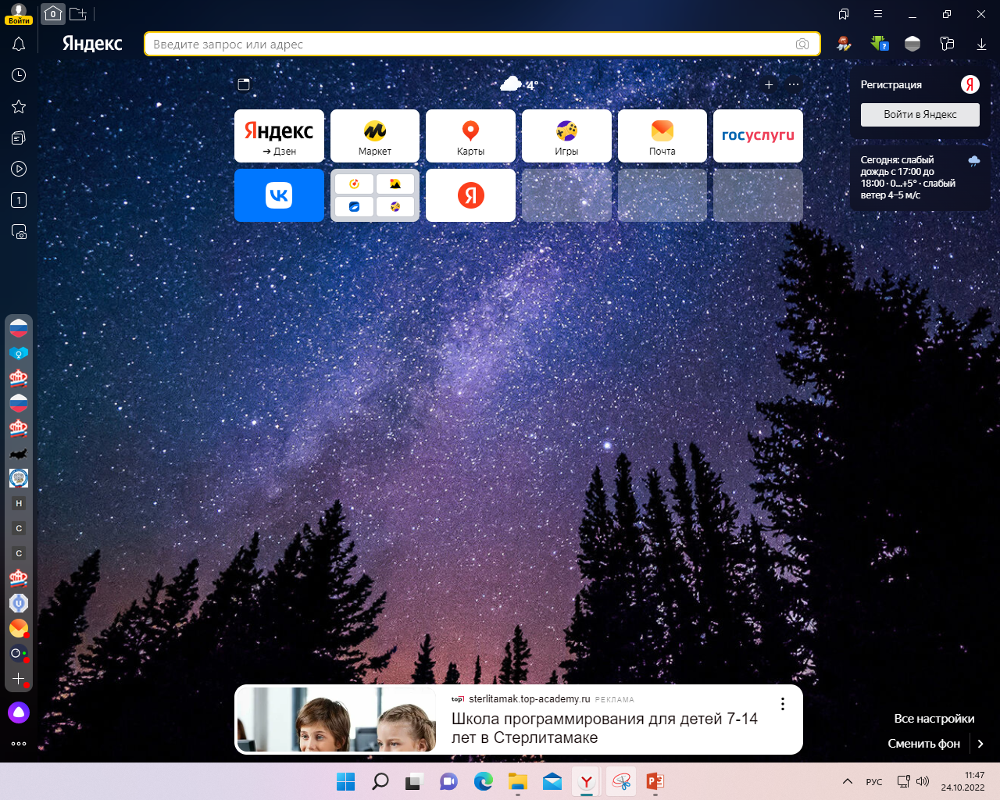 0
Войти
Яндекс
Введите запрос или адрес
4°
Регистрация
Я
Войти в Яндекс
Яндекс
→ Дзен
Маркет
Карты
Игры
Почта
госуслуги
Сегодня: слабый
дождь с 17:00 до
18:00 · 0...+5° · слабый
ветер 4–5 м/с
Я
1
Н
С
С
U
top
sterlitamak.top-academy.ru РЕКЛАМА
Школа программирования для детей 7-14
лет в Стерлитамаке
Все настройки
Сменить фон
РУС
11:47
24.10.2022